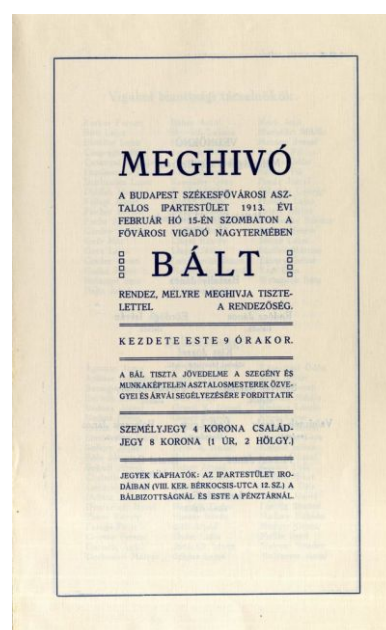 MEGHIVÓ
A BUDAPEST SZÉKESFŐVÁROSI ASZ-
TALOS IPARTESTÜLET 1913. ÉVI
FEBRUÁR HÓ 15-ÉN SZOMBATON A
FŐVÁROSI VIGADÓ NAGYTERMÉBEN
BÁLT
RENDEZ, MELYRE MEGHIVJA TISZTE-
LETTEL A RENDEZŐSÉG.
KEZDETE ESTE 9 ÓRAKOR.
A BÁL TISZTA JÖVEDELME A SZEGÉNY ÉS
MUNKAKÉPTELEN ASZTALOSMESTEREK ÖZVE-
GYEI ÉS ÁRVÁI SEGÉLYEZÉSÉRE FORDITTATIK
SZEMÉLYJEGY 4 KORONA CSALÁD-
JEGY 8 KORONA (1 ÚR, 2 HÖLGY.)
JEGYEK KAPHATÓK: AZ IPARTESTÜLET IRO-
DÁIBAN (VIII. KER. BÉRKOCSIS-UTCA 12. SZ.) A
BÁLBIZOTTSÁGNÁL ÉS ESTE A PÉNZTÁRNÁL.